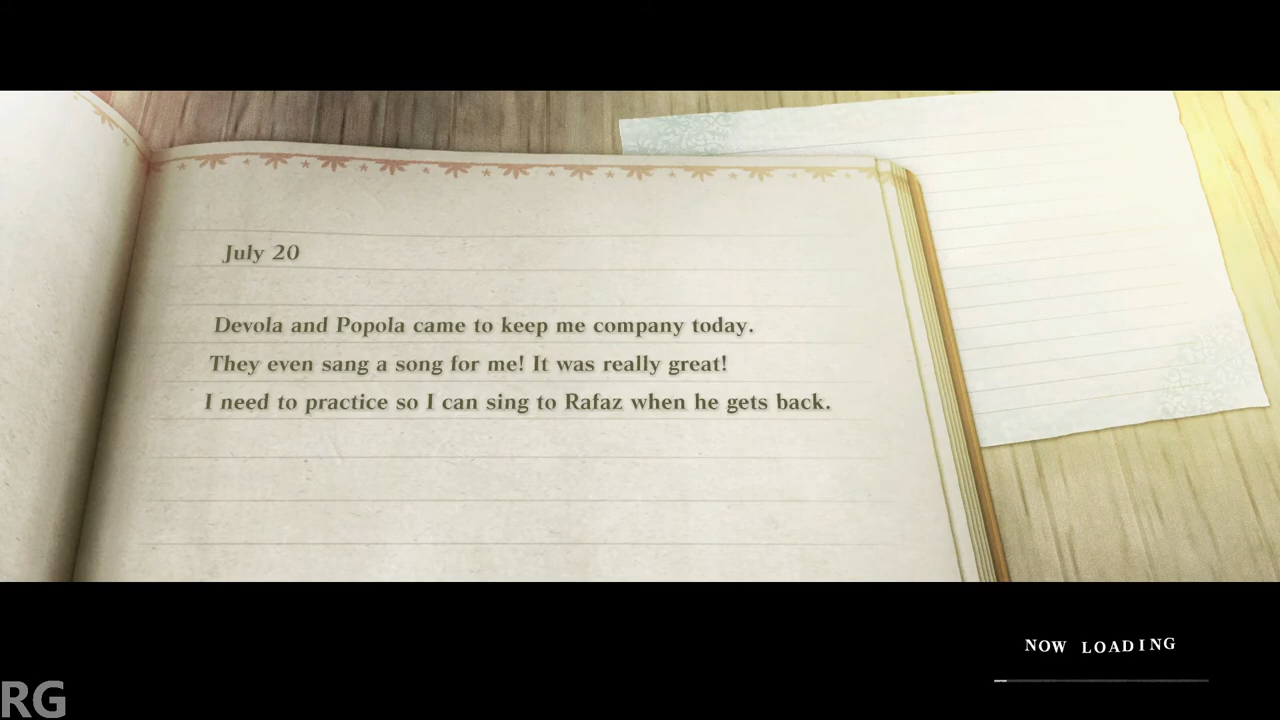 July 20
Devola and Popola came to keep me company today.
They even sang a song for me! It was really great!
I need to practice so I can sing to Rafaz when he gets back.
NOW LOADING
RG